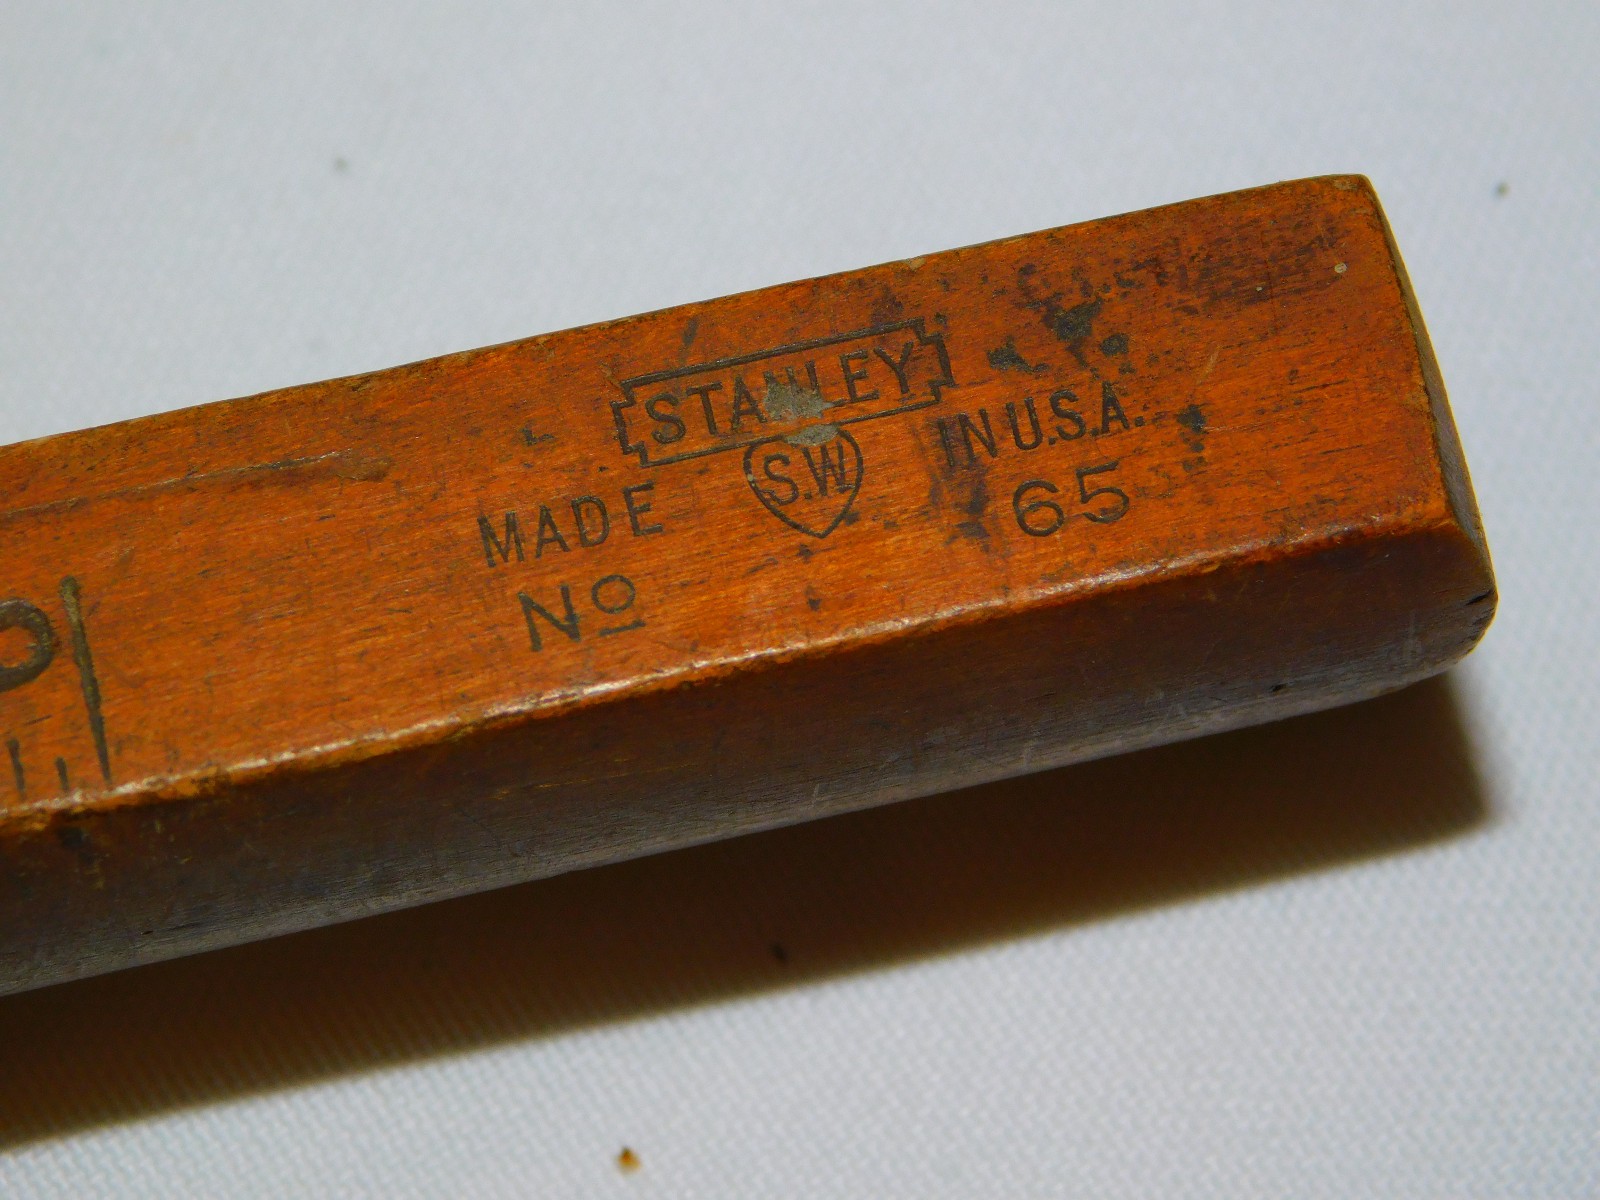 STANLEY
MADE S.W IN U.S.A.
No 65